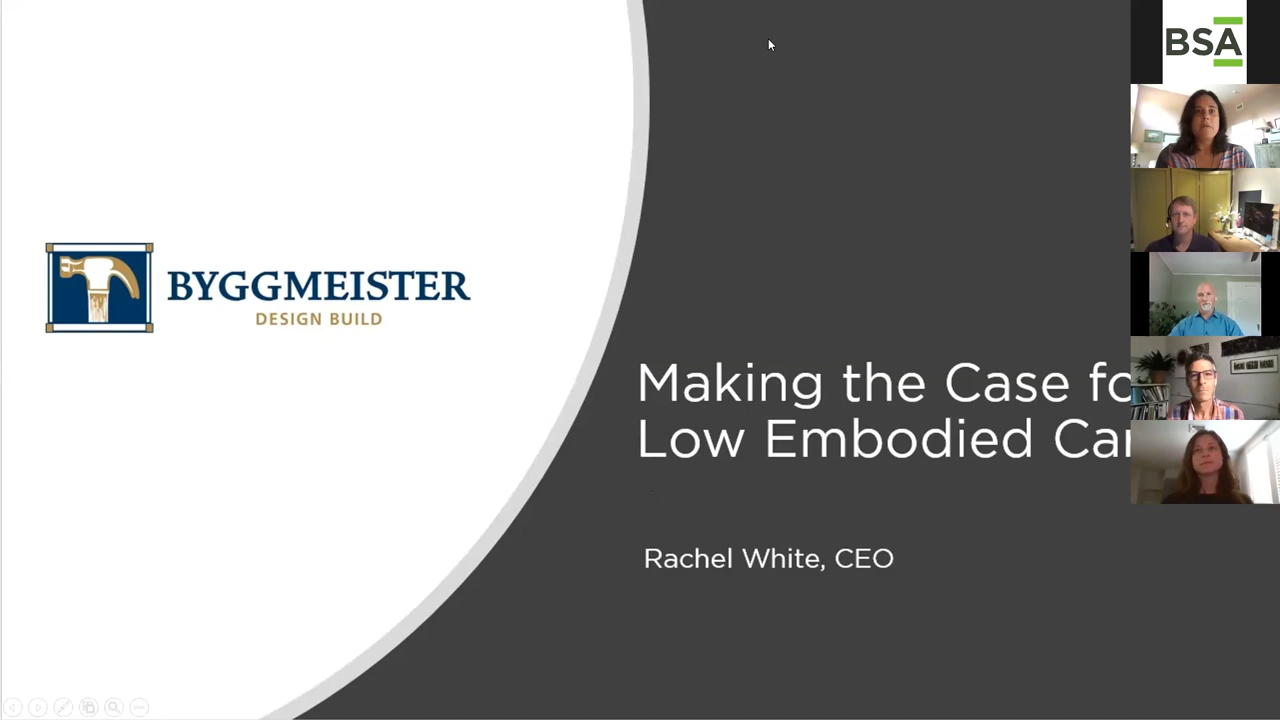 BSA
BYGGMEISTER
DESIGN BUILD
Making the Case fo
Low Embodied Car
Rachel White, CEO